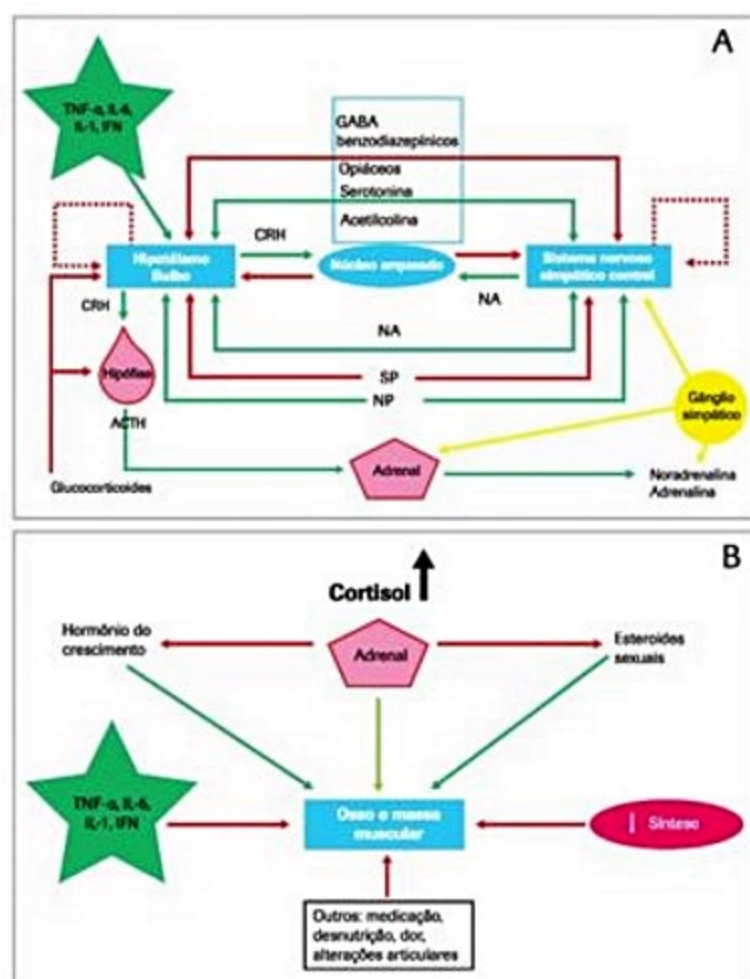 A
TNF-α, IL-6,
IL-1, IFN
GABA
benzodiazepínicos
Opiáceos
Serotonina
Acetilcolina
CRH
Hipotálamo
Bulbo
Núcleo arqueado
Sistema nervoso
simpático control
NA
CRH
NA
Hipófise
SP
NP
Gânglio
simpático
ACTH
Adrenal
Glucocorticoides
Noradrenalina
Adrenalina
B
Cortisol
Hormônio do
crescimento
Adrenal
Esteroides
sexuais
TNF-α, IL-6,
IL-1, IFN
Osso e massa
muscular
↓ Síntese
Outros: medicação,
desnutrição, dor,
alterações articulares